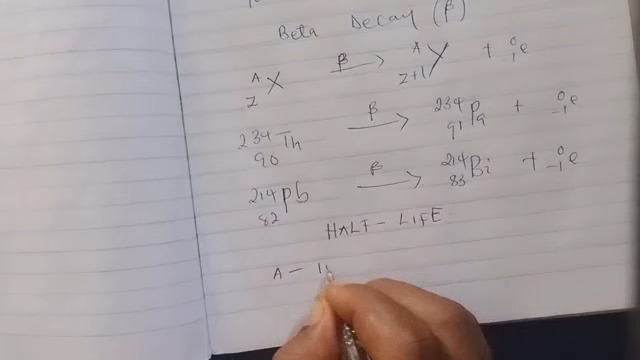 Beta Decay (β)
A Z X β → A Z+1 Y + 0 -1 e
234 90 Th β → 234 91 Pa + 0 -1 e
214 82 Pb β → 214 83 Bi + 0 -1 e
HALF - LIFE
A -